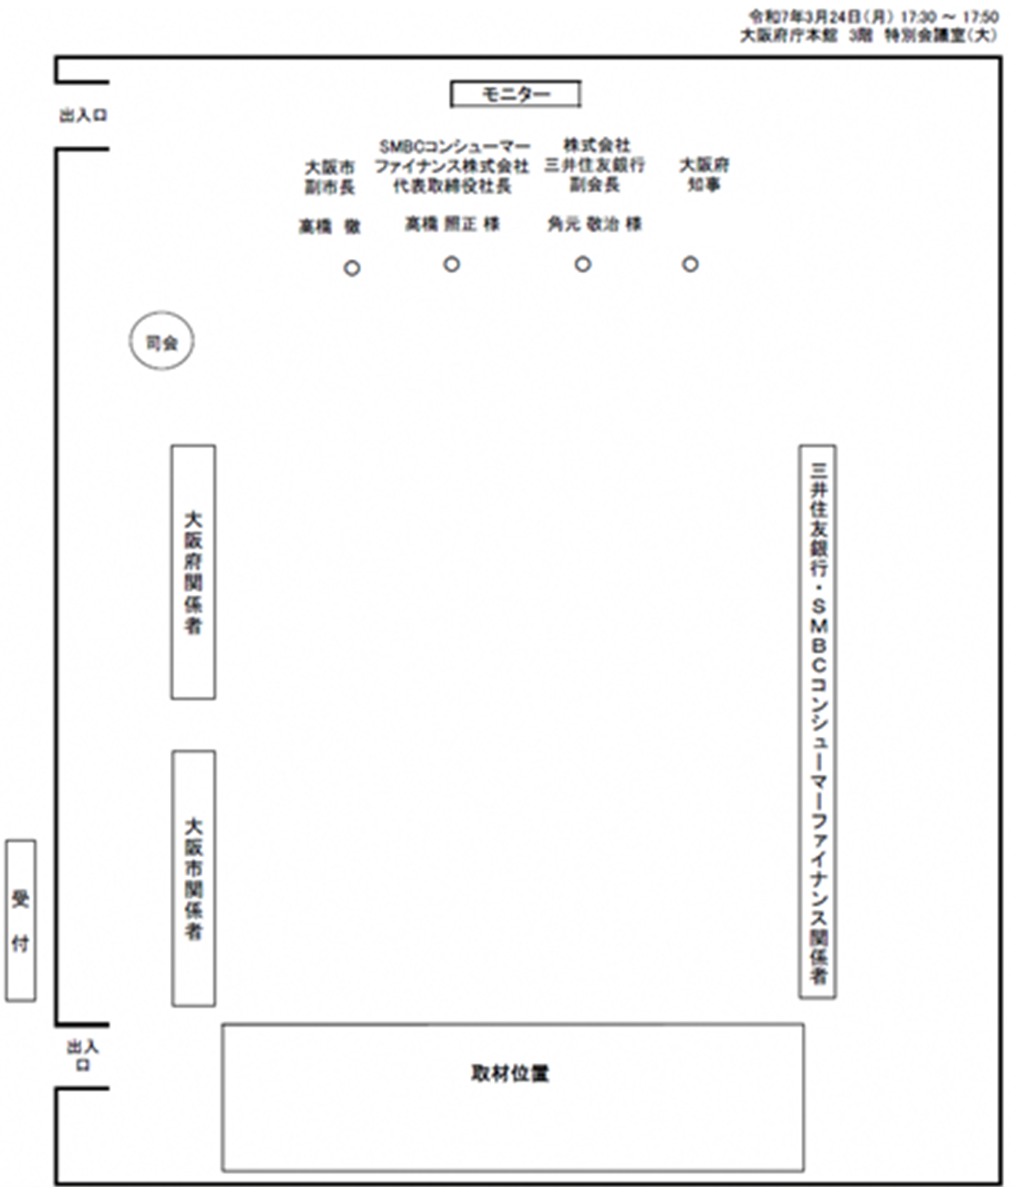 令和7年3月24日(月) 17:30 ～ 17:50
大阪府庁本館 3階 特別会議室(大)
モニター
出入口
大阪市
副市長
高橋 徹
SMBCコンシューマー
ファイナンス株式会社
代表取締役社長
高橋 照正 様
株式会社
三井住友銀行
副会長
角元 敬治 様
大阪府
知事
司会
大阪府関係者
三井住友銀行・SMBCコンシューマーファイナンス関係者
大阪市関係者
受付
出入
口
取材位置